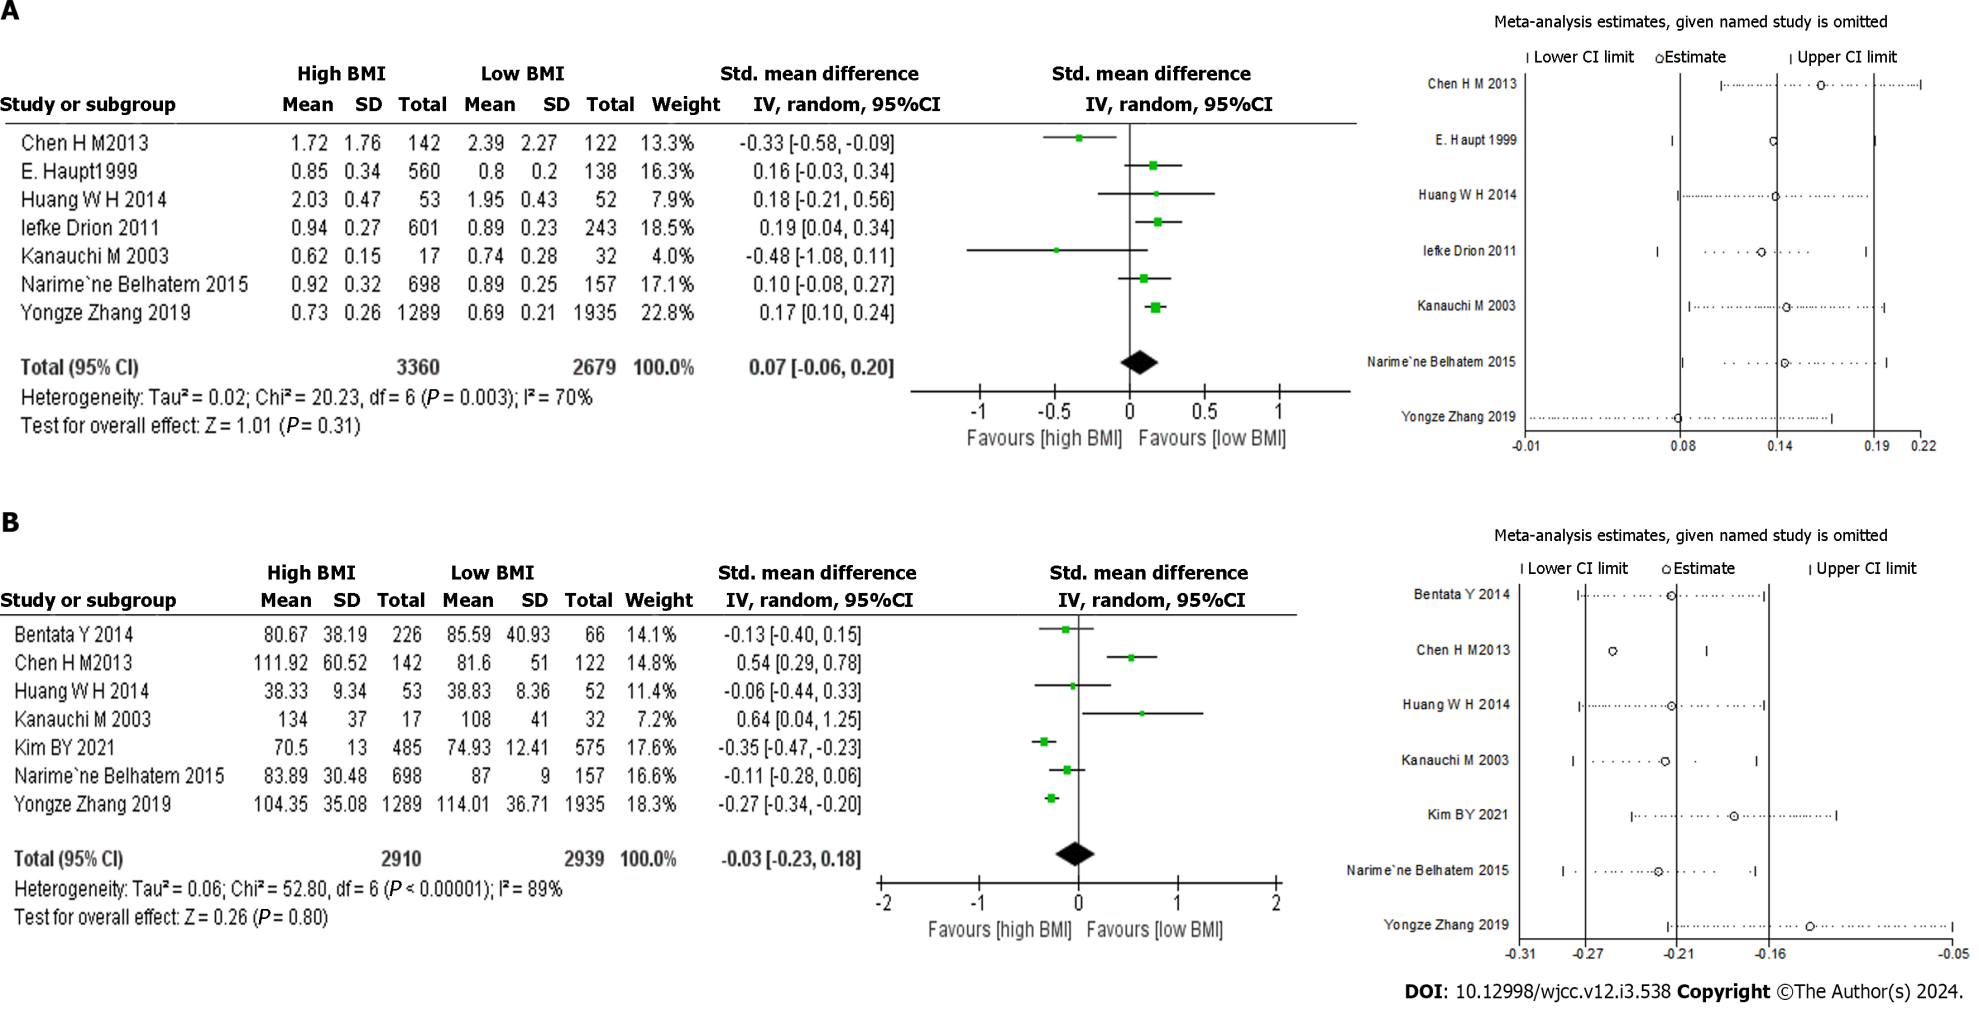 A
High BMI Low BMI Std. mean difference Std. mean difference
Study or subgroup Mean SD Total Mean SD Total Weight IV, random, 95%CI IV, random, 95%CI
Chen H M2013 1.72 1.76 142 2.39 2.27 122 13.3% -0.33 [-0.58, -0.09]
E. Haupt1999 0.85 0.34 560 0.8 0.2 138 16.3% 0.16 [-0.03, 0.34]
Huang W H 2014 2.03 0.47 53 1.95 0.43 52 7.9% 0.18 [-0.21, 0.56]
Iefke Drion 2011 0.94 0.27 601 0.89 0.23 243 18.5% 0.19 [0.04, 0.34]
Kanauchi M 2003 0.62 0.15 17 0.74 0.28 32 4.0% -0.48 [-1.08, 0.11]
Narime`ne Belhatem 2015 0.92 0.32 698 0.89 0.25 157 17.1% 0.10 [-0.08, 0.27]
Yongze Zhang 2019 0.73 0.26 1289 0.69 0.21 1935 22.8% 0.17 [0.10, 0.24]
Total (95% CI) 3360 2679 100.0% 0.07 [-0.06, 0.20]
Heterogeneity: Tau² = 0.02; Chi² = 20.23, df = 6 (P = 0.003); I² = 70%
Test for overall effect: Z = 1.01 (P = 0.31)
-1 -0.5 0 0.5 1
Favours [high BMI] Favours [low BMI]
Meta-analysis estimates, given named study is omitted
Lower CI limit Estimate Upper CI limit
Chen H M 2013
E. Haupt 1999
Huang W H 2014
Iefke Drion 2011
Kanauchi M 2003
Narime`ne Belhatem 2015
Yongze Zhang 2019
-0.01 0.08 0.14 0.19 0.22
B
High BMI Low BMI Std. mean difference Std. mean difference
Study or subgroup Mean SD Total Mean SD Total Weight IV, random, 95%CI IV, random, 95%CI
Bentata Y 2014 80.67 38.19 226 85.59 40.93 66 14.1% -0.13 [-0.40, 0.15]
Chen H M2013 111.92 60.52 142 81.6 51 122 14.8% 0.54 [0.29, 0.78]
Huang W H 2014 38.33 9.34 53 38.83 8.36 52 11.4% -0.06 [-0.44, 0.33]
Kanauchi M 2003 134 37 17 108 41 32 7.2% 0.64 [0.04, 1.25]
Kim BY 2021 70.5 13 485 74.93 12.41 575 17.6% -0.35 [-0.47, -0.23]
Narime`ne Belhatem 2015 83.89 30.48 698 87 9 157 16.6% -0.11 [-0.28, 0.06]
Yongze Zhang 2019 104.35 35.08 1289 114.01 36.71 1935 18.3% -0.27 [-0.34, -0.20]
Total (95% CI) 2910 2939 100.0% -0.03 [-0.23, 0.18]
Heterogeneity: Tau² = 0.06; Chi² = 52.80, df = 6 (P < 0.00001); I² = 89%
Test for overall effect: Z = 0.26 (P = 0.80)
-2 -1 0 1 2
Favours [high BMI] Favours [low BMI]
Meta-analysis estimates, given named study is omitted
Lower CI limit Estimate Upper CI limit
Bentata Y 2014
Chen H M2013
Huang W H 2014
Kanauchi M 2003
Kim BY 2021
Narime`ne Belhatem 2015
Yongze Zhang 2019
-0.31 -0.27 -0.21 -0.16 -0.05
DOI: 10.12998/wjcc.v12.i3.538 Copyright ©The Author(s) 2024.